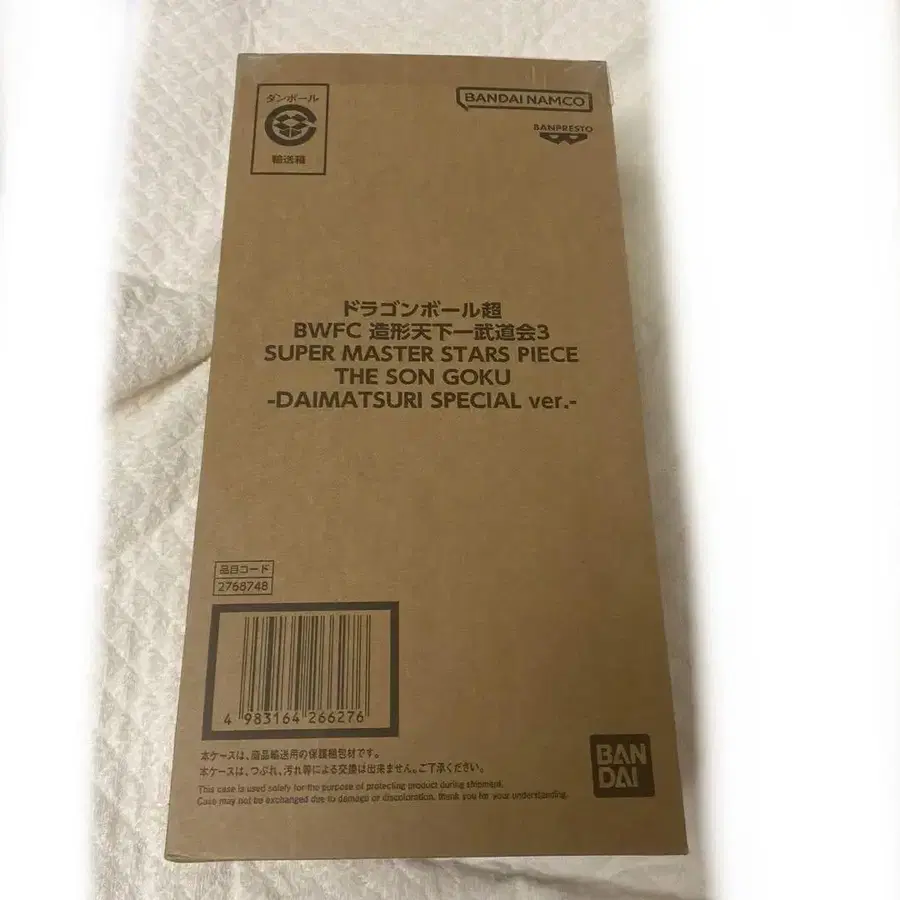 ダンボール
輸送箱
BANDAI NAMCO
BANPRESTO
ドラゴンボール超
BWFC 造形天下一武道会3
SUPER MASTER STARS PIECE
THE SON GOKU
-DAIMATSURI SPECIAL ver.-
品目コード
2768748
4 983164 266276
本ケースは、商品輸送用の保護梱包材です。
本ケースは、つぶれ、汚れ等による交換は出来ません。ご了承ください。
This case is used solely for the purpose of protecting product during shipment.
Case may not be exchanged due to damage or discoloration, thank you for your understanding.
BAN
DAI